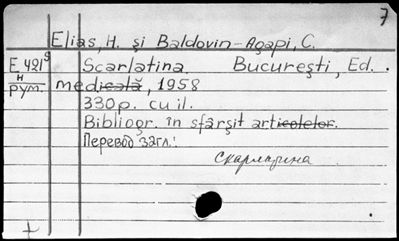 7
Elias, H. şi Baldovin-Agapi, C.
E 421 s Scarlatina București, Ed.
н
рум. medicală, 1958
330p. cu il.
Bibliogr. în sfârşit articolelor.
Перевод загл.:
Скарлатина